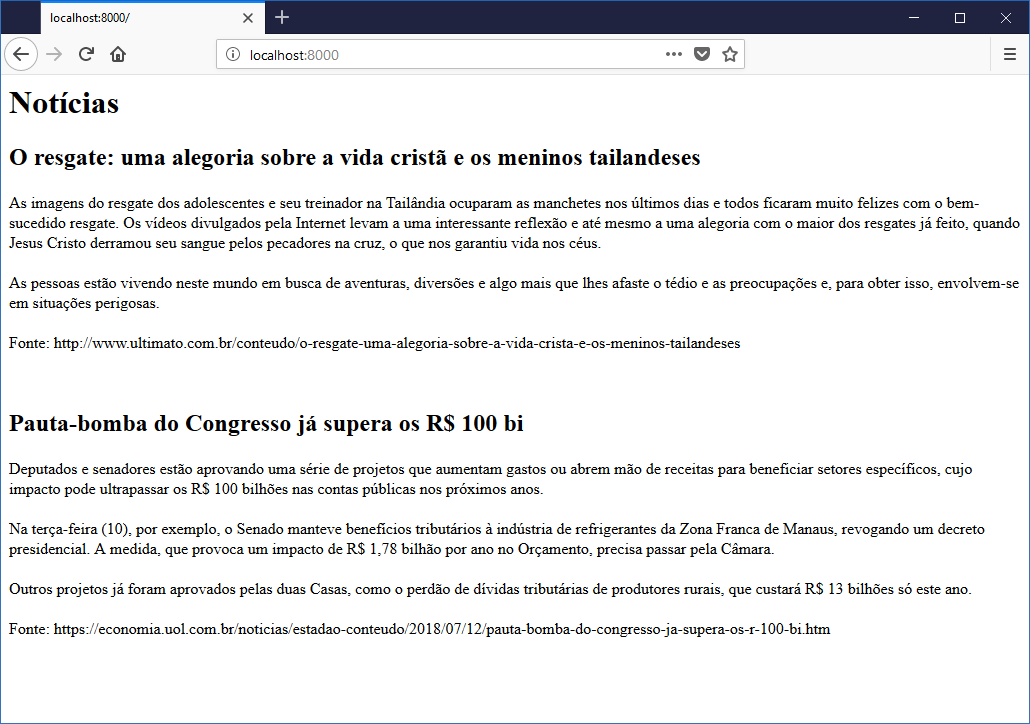 localhost:8000/
localhost:8000
Notícias
O resgate: uma alegoria sobre a vida cristã e os meninos tailandeses
As imagens do resgate dos adolescentes e seu treinador na Tailândia ocuparam as manchetes nos últimos dias e todos ficaram muito felizes com o bem-
sucedido resgate. Os vídeos divulgados pela Internet levam a uma interessante reflexão e até mesmo a uma alegoria com o maior dos resgates já feito, quando
Jesus Cristo derramou seu sangue pelos pecadores na cruz, o que nos garantiu vida nos céus.
As pessoas estão vivendo neste mundo em busca de aventuras, diversões e algo mais que lhes afaste o tédio e as preocupações e, para obter isso, envolvem-se
em situações perigosas.
Fonte: http://www.ultimato.com.br/conteudo/o-resgate-uma-alegoria-sobre-a-vida-crista-e-os-meninos-tailandeses
Pauta-bomba do Congresso já supera os R$ 100 bi
Deputados e senadores estão aprovando uma série de projetos que aumentam gastos ou abrem mão de receitas para beneficiar setores específicos, cujo
impacto pode ultrapassar os R$ 100 bilhões nas contas públicas nos próximos anos.
Na terça-feira (10), por exemplo, o Senado manteve benefícios tributários à indústria de refrigerantes da Zona Franca de Manaus, revogando um decreto
presidencial. A medida, que provoca um impacto de R$ 1,78 bilhão por ano no Orçamento, precisa passar pela Câmara.
Outros projetos já foram aprovados pelas duas Casas, como o perdão de dívidas tributárias de produtores rurais, que custará R$ 13 bilhões só este ano.
Fonte: https://economia.uol.com.br/noticias/estadao-conteudo/2018/07/12/pauta-bomba-do-congresso-ja-supera-os-r-100-bi.htm